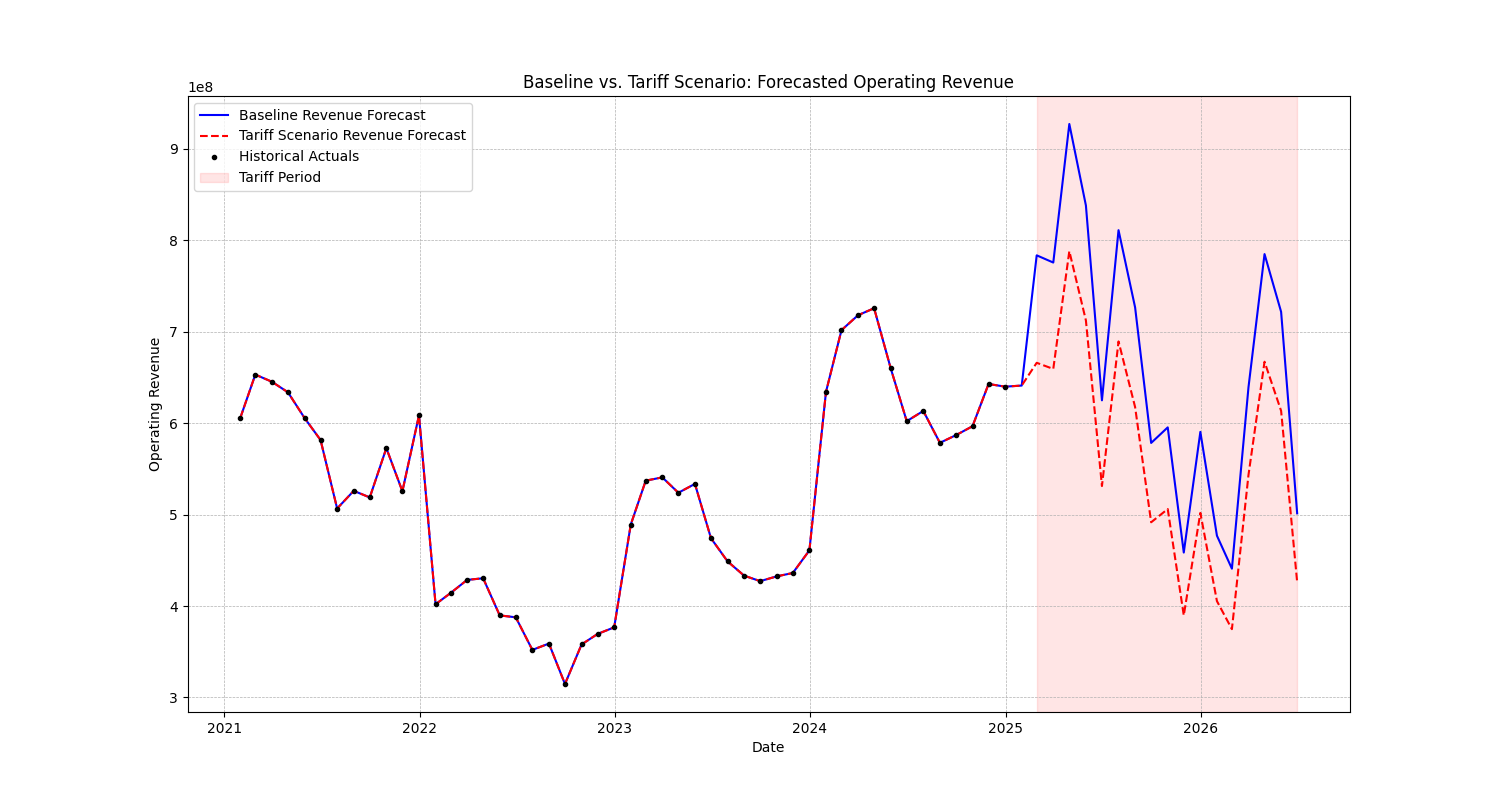 Baseline vs. Tariff Scenario: Forecasted Operating Revenue
1e8
Baseline Revenue Forecast
Tariff Scenario Revenue Forecast
Historical Actuals
Tariff Period
9
8
7
6
5
4
3
Operating Revenue
2021
2022
2023
2024
2025
2026
Date